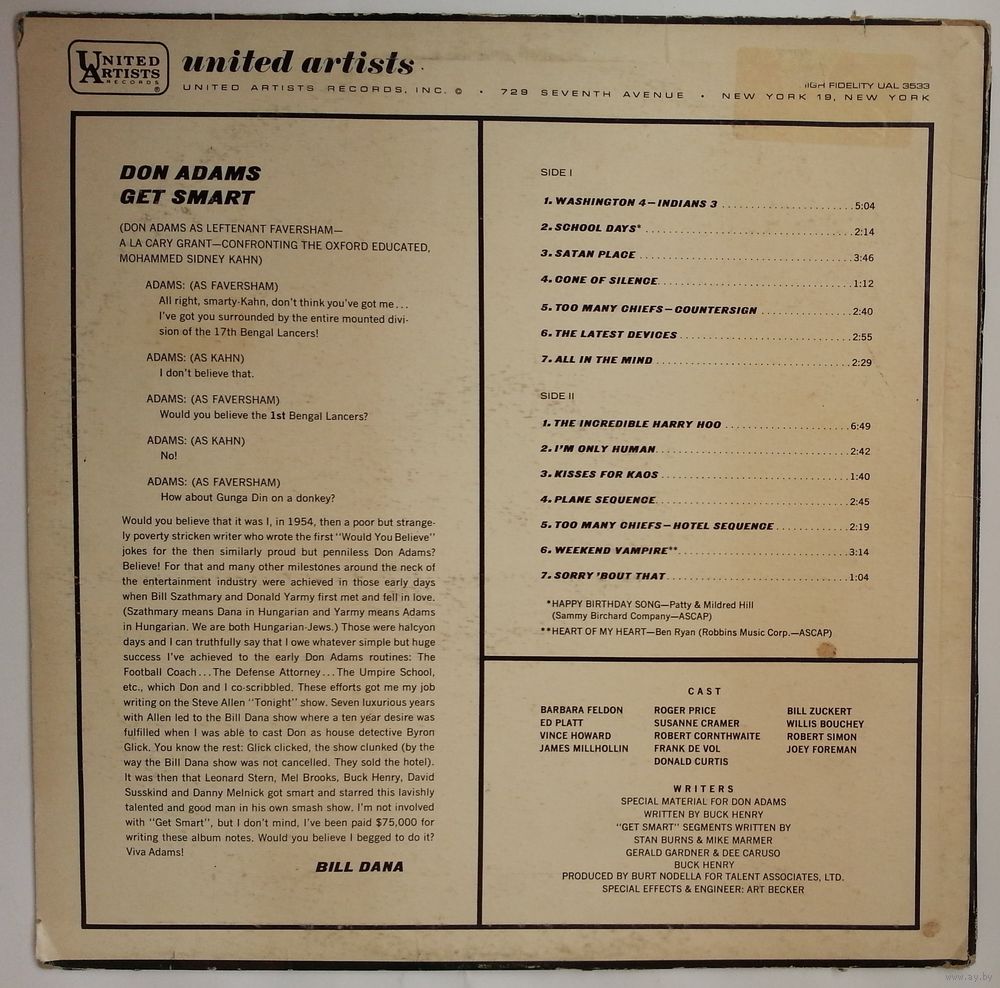 UNITED
ARTISTS
RECORDS
®
united artists
UNITED ARTISTS RECORDS, INC. © • 729 SEVENTH AVENUE • NEW YORK 19, NEW YORK
FIDELITY UAL 3533
DON ADAMS
GET SMART
(DON ADAMS AS LEFTENANT FAVERSHAM—
A LA CARY GRANT—CONFRONTING THE OXFORD EDUCATED,
MOHAMMED SIDNEY KAHN)
ADAMS: (AS FAVERSHAM)
All right, smarty-Kahn, don't think you've got me...
I've got you surrounded by the entire mounted divi-
sion of the 17th Bengal Lancers!
ADAMS: (AS KAHN)
I don't believe that.
ADAMS: (AS FAVERSHAM)
Would you believe the 1st Bengal Lancers?
ADAMS: (AS KAHN)
No!
ADAMS: (AS FAVERSHAM)
How about Gunga Din on a donkey?
Would you believe that it was I, in 1954, then a poor but strange-
ly poverty stricken writer who wrote the first "Would You Believe"
jokes for the then similarly proud but penniless Don Adams?
Believe! For that and many other milestones around the neck of
the entertainment industry were achieved in those early days
when Bill Szathmary and Donald Yarmy first met and fell in love.
(Szathmary means Dana in Hungarian and Yarmy means Adams
in Hungarian. We are both Hungarian-Jews.) Those were halcyon
days and I can truthfully say that I owe whatever simple but huge
success I've achieved to the early Don Adams routines: The
Football Coach...The Defense Attorney...The Umpire School,
etc., which Don and I co-scribbled. These efforts got me my job
writing on the Steve Allen "Tonight" show. Seven luxurious years
with Allen led to the Bill Dana show where a ten year desire was
fulfilled when I was able to cast Don as house detective Byron
Glick. You know the rest: Glick clicked, the show clunked (by the
way the Bill Dana show was not cancelled. They sold the hotel).
It was then that Leonard Stern, Mel Brooks, Buck Henry, David
Susskind and Danny Melnick got smart and starred this lavishly
talented and good man in his own smash show. I'm not involved
with "Get Smart", but I don't mind, I've been paid $75,000 for
writing these album notes. Would you believe I begged to do it?
Viva Adams!
BILL DANA
SIDE I
1. WASHINGTON 4—INDIANS 3 5:04
2. SCHOOL DAYS* 2:14
3. SATAN PLACE 3:46
4. CONE OF SILENCE 1:12
5. TOO MANY CHIEFS—COUNTERSIGN 2:40
6. THE LATEST DEVICES 2:55
7. ALL IN THE MIND 2:29
SIDE II
1. THE INCREDIBLE HARRY HOO 6:49
2. I'M ONLY HUMAN 2:42
3. KISSES FOR KAOS 1:40
4. PLANE SEQUENCE 2:45
5. TOO MANY CHIEFS—HOTEL SEQUENCE 2:19
6. WEEKEND VAMPIRE** 3:14
7. SORRY 'BOUT THAT 1:04
*HAPPY BIRTHDAY SONG—Patty & Mildred Hill
(Sammy Birchard Company—ASCAP)
**HEART OF MY HEART—Ben Ryan (Robbins Music Corp.—ASCAP)
CAST
BARBARA FELDON ROGER PRICE BILL ZUCKERT
ED PLATT SUSANNE CRAMER WILLIS BOUCHEY
VINCE HOWARD ROBERT CORNTHWAITE ROBERT SIMON
JAMES MILLHOLLIN FRANK DE VOL JOEY FOREMAN
DONALD CURTIS
WRITERS
SPECIAL MATERIAL FOR DON ADAMS
WRITTEN BY BUCK HENRY
"GET SMART" SEGMENTS WRITTEN BY
STAN BURNS & MIKE MARMER
GERALD GARDNER & DEE CARUSO
BUCK HENRY
PRODUCED BY BURT NODELLA FOR TALENT ASSOCIATES, LTD.
SPECIAL EFFECTS & ENGINEER: ART BECKER
www.ay.by